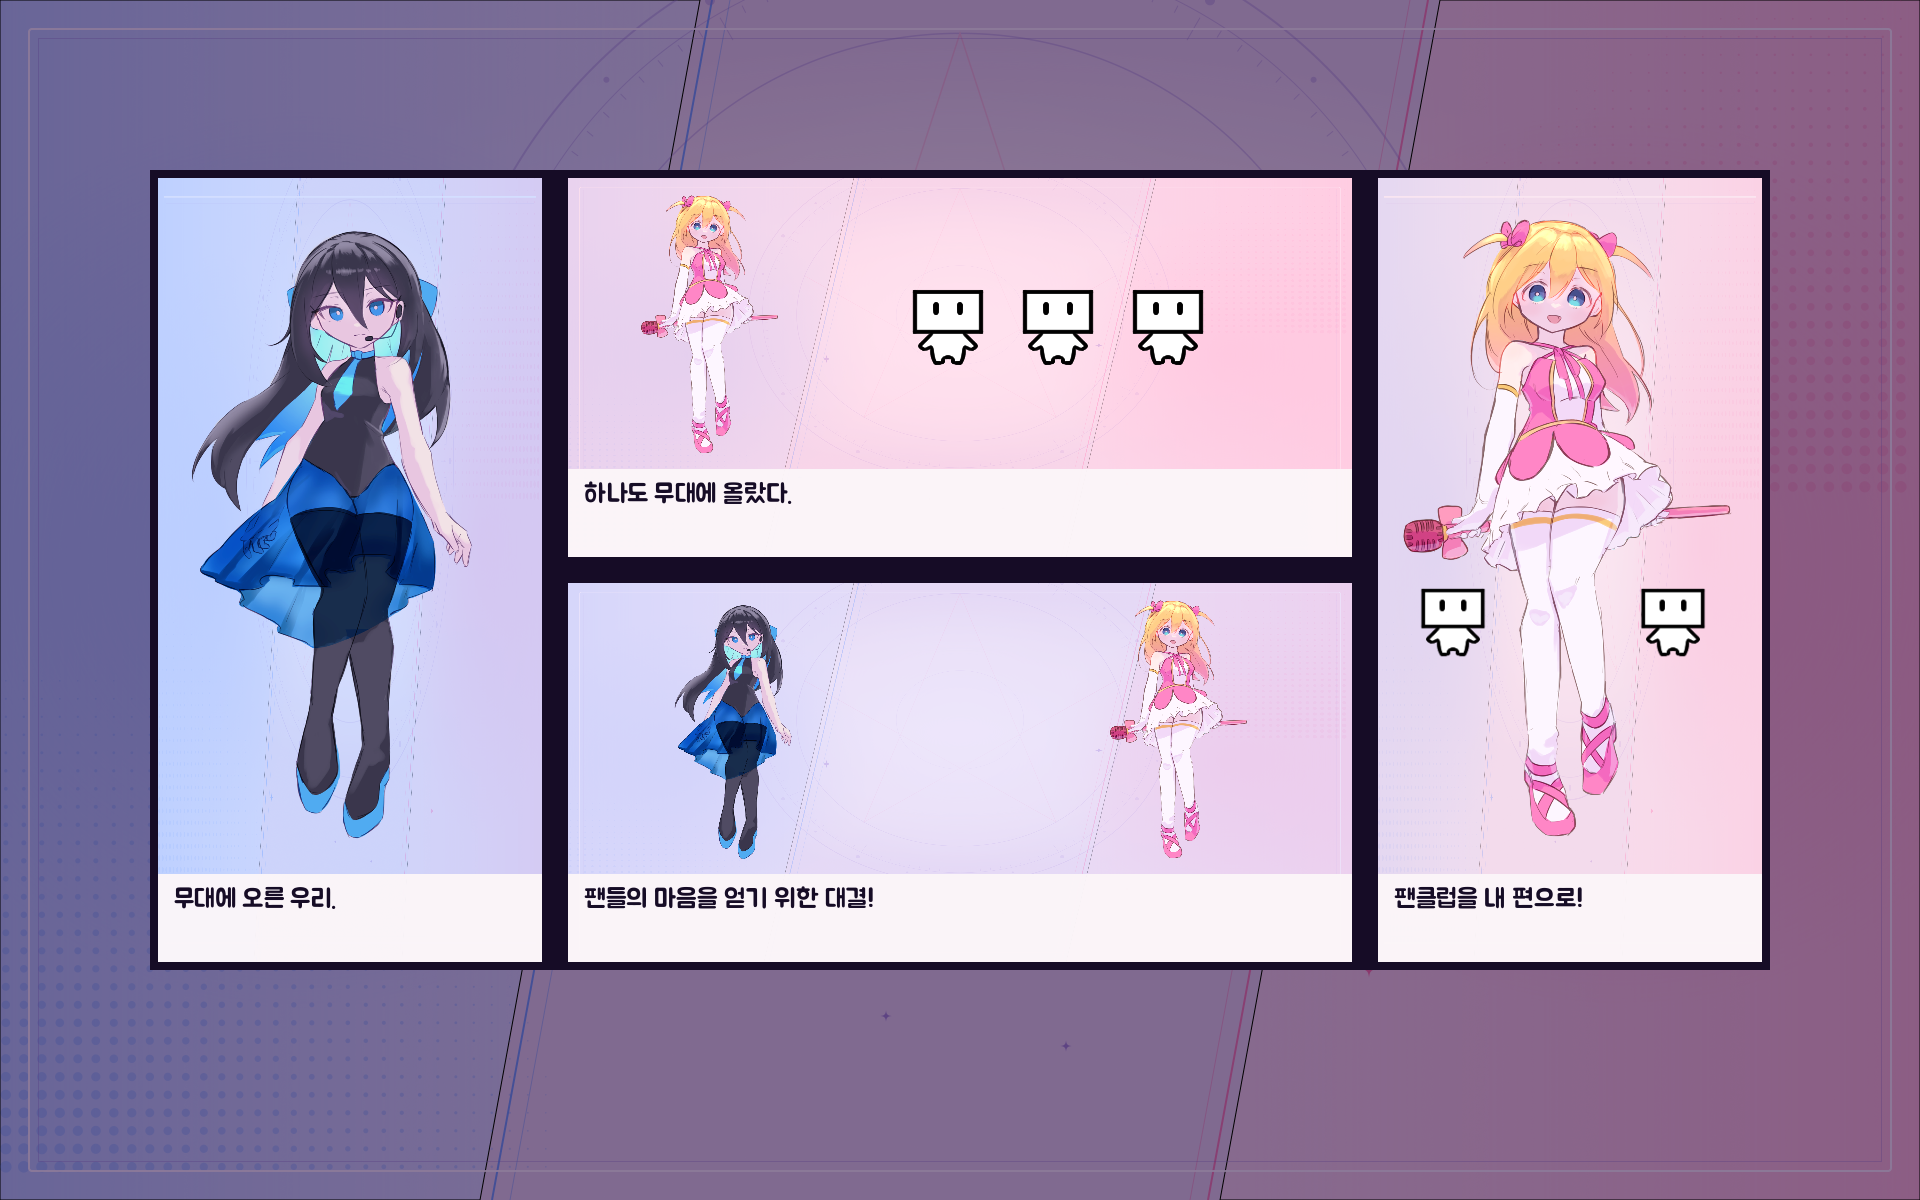 무대에 오른 우리.
하나도 무대에 올랐다.
팬들의 마음을 얻기 위한 대결!
팬클럽을 내 편으로!